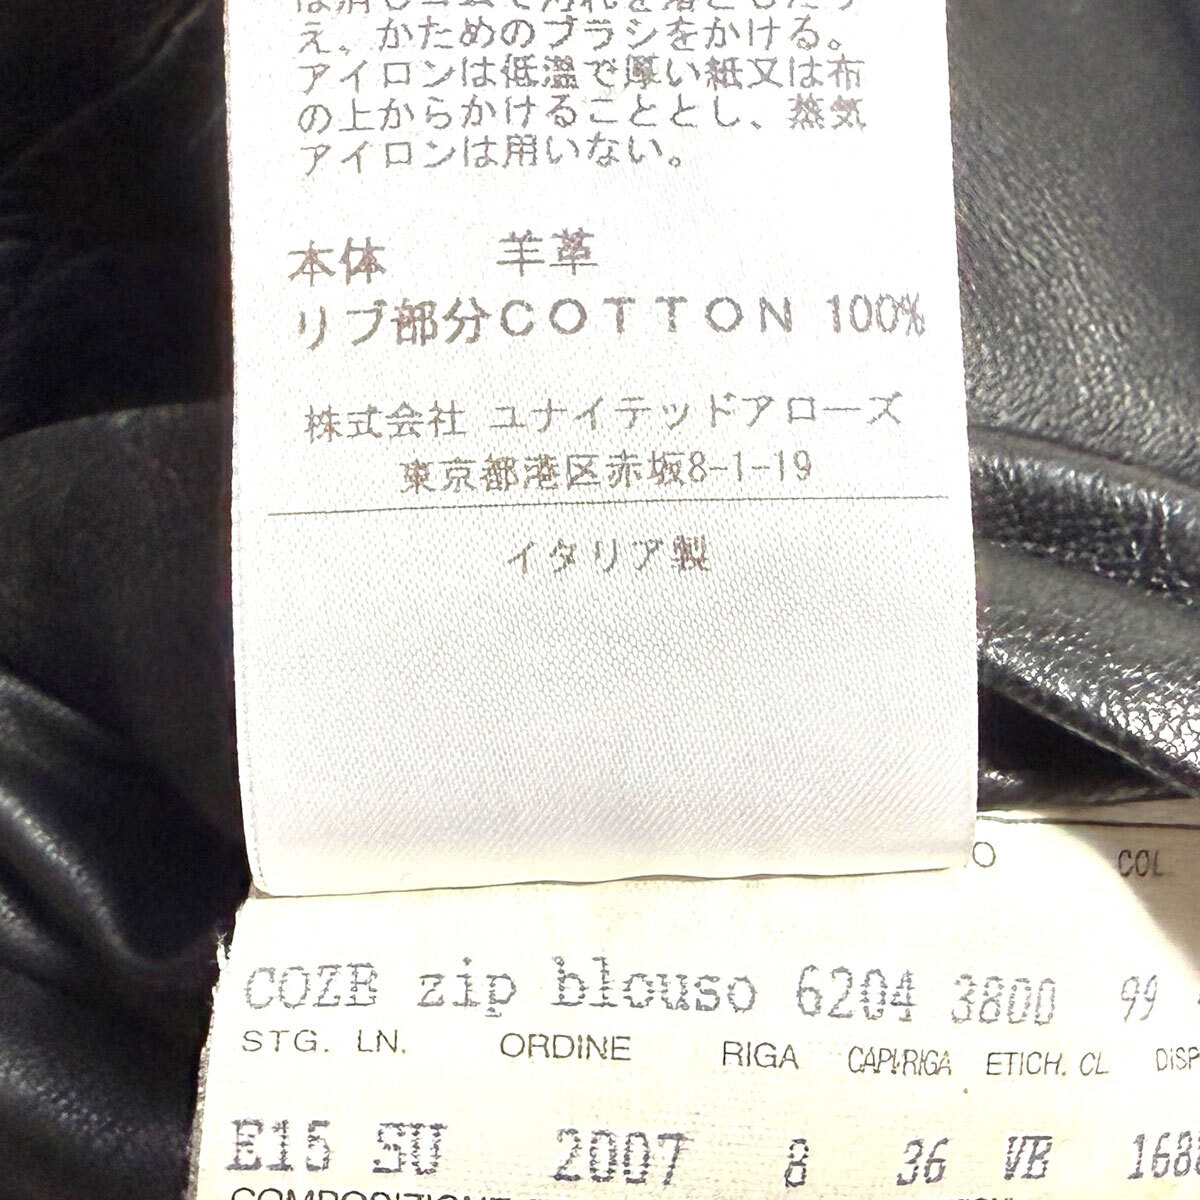 え、かためのブラシをかける。
アイロンは低温で厚い紙又は布
の上からかけることとし、蒸気
アイロンは用いない。
本体 羊革
リブ部分COTTON 100%
株式会社 ユナイテッドアローズ
東京都港区赤坂8-1-19
イタリア製
O COL
COZE zip blouso 6204 3800 99
STG. LN. ORDINE RIGA CAPI\RIGA ETICH. CL DISP
E15 SU 2007 8 36 VB 168